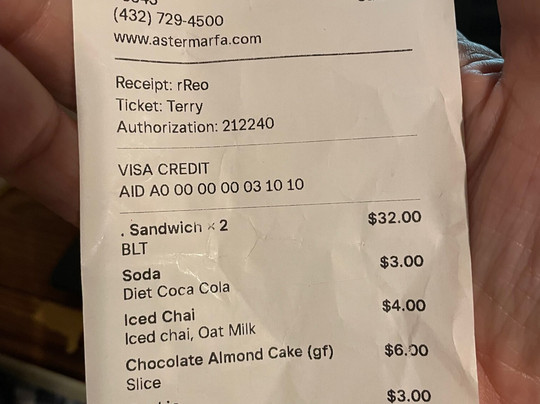 (432) 729-4500
www.astermarfa.com
Receipt: rReo
Ticket: Terry
Authorization: 212240
VISA CREDIT
AID A0 00 00 00 03 10 10
. Sandwich × 2 $32.00
BLT
Soda $3.00
Diet Coca Cola
Iced Chai $4.00
Iced chai, Oat Milk
Chocolate Almond Cake (gf) $6.00
Slice
$3.00